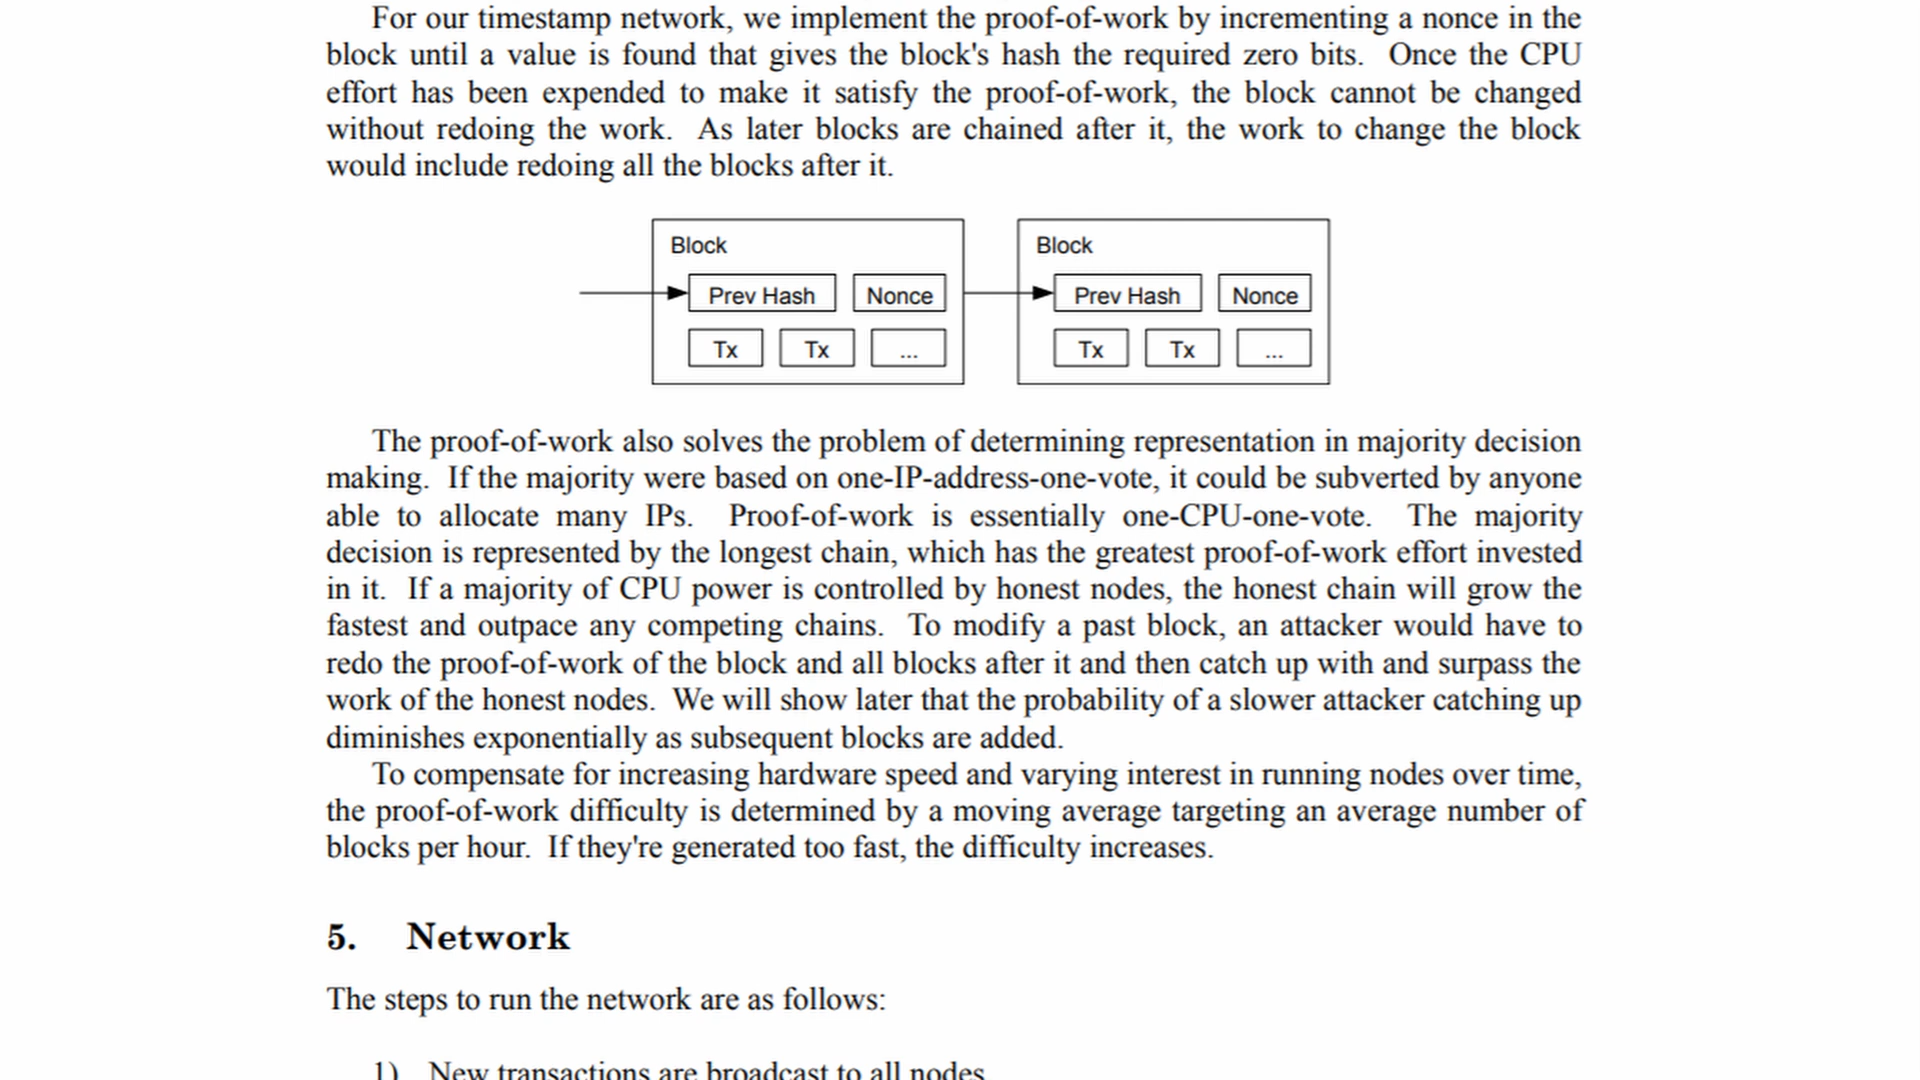 For our timestamp network, we implement the proof-of-work by incrementing a nonce in the
block until a value is found that gives the block's hash the required zero bits. Once the CPU
effort has been expended to make it satisfy the proof-of-work, the block cannot be changed
without redoing the work. As later blocks are chained after it, the work to change the block
would include redoing all the blocks after it.
Block Block
Prev Hash Nonce Prev Hash Nonce
Tx Tx ... Tx Tx ...
The proof-of-work also solves the problem of determining representation in majority decision
making. If the majority were based on one-IP-address-one-vote, it could be subverted by anyone
able to allocate many IPs. Proof-of-work is essentially one-CPU-one-vote. The majority
decision is represented by the longest chain, which has the greatest proof-of-work effort invested
in it. If a majority of CPU power is controlled by honest nodes, the honest chain will grow the
fastest and outpace any competing chains. To modify a past block, an attacker would have to
redo the proof-of-work of the block and all blocks after it and then catch up with and surpass the
work of the honest nodes. We will show later that the probability of a slower attacker catching up
diminishes exponentially as subsequent blocks are added.
To compensate for increasing hardware speed and varying interest in running nodes over time,
the proof-of-work difficulty is determined by a moving average targeting an average number of
blocks per hour. If they're generated too fast, the difficulty increases.
5. Network
The steps to run the network are as follows:
1) New transactions are broadcast to all nodes